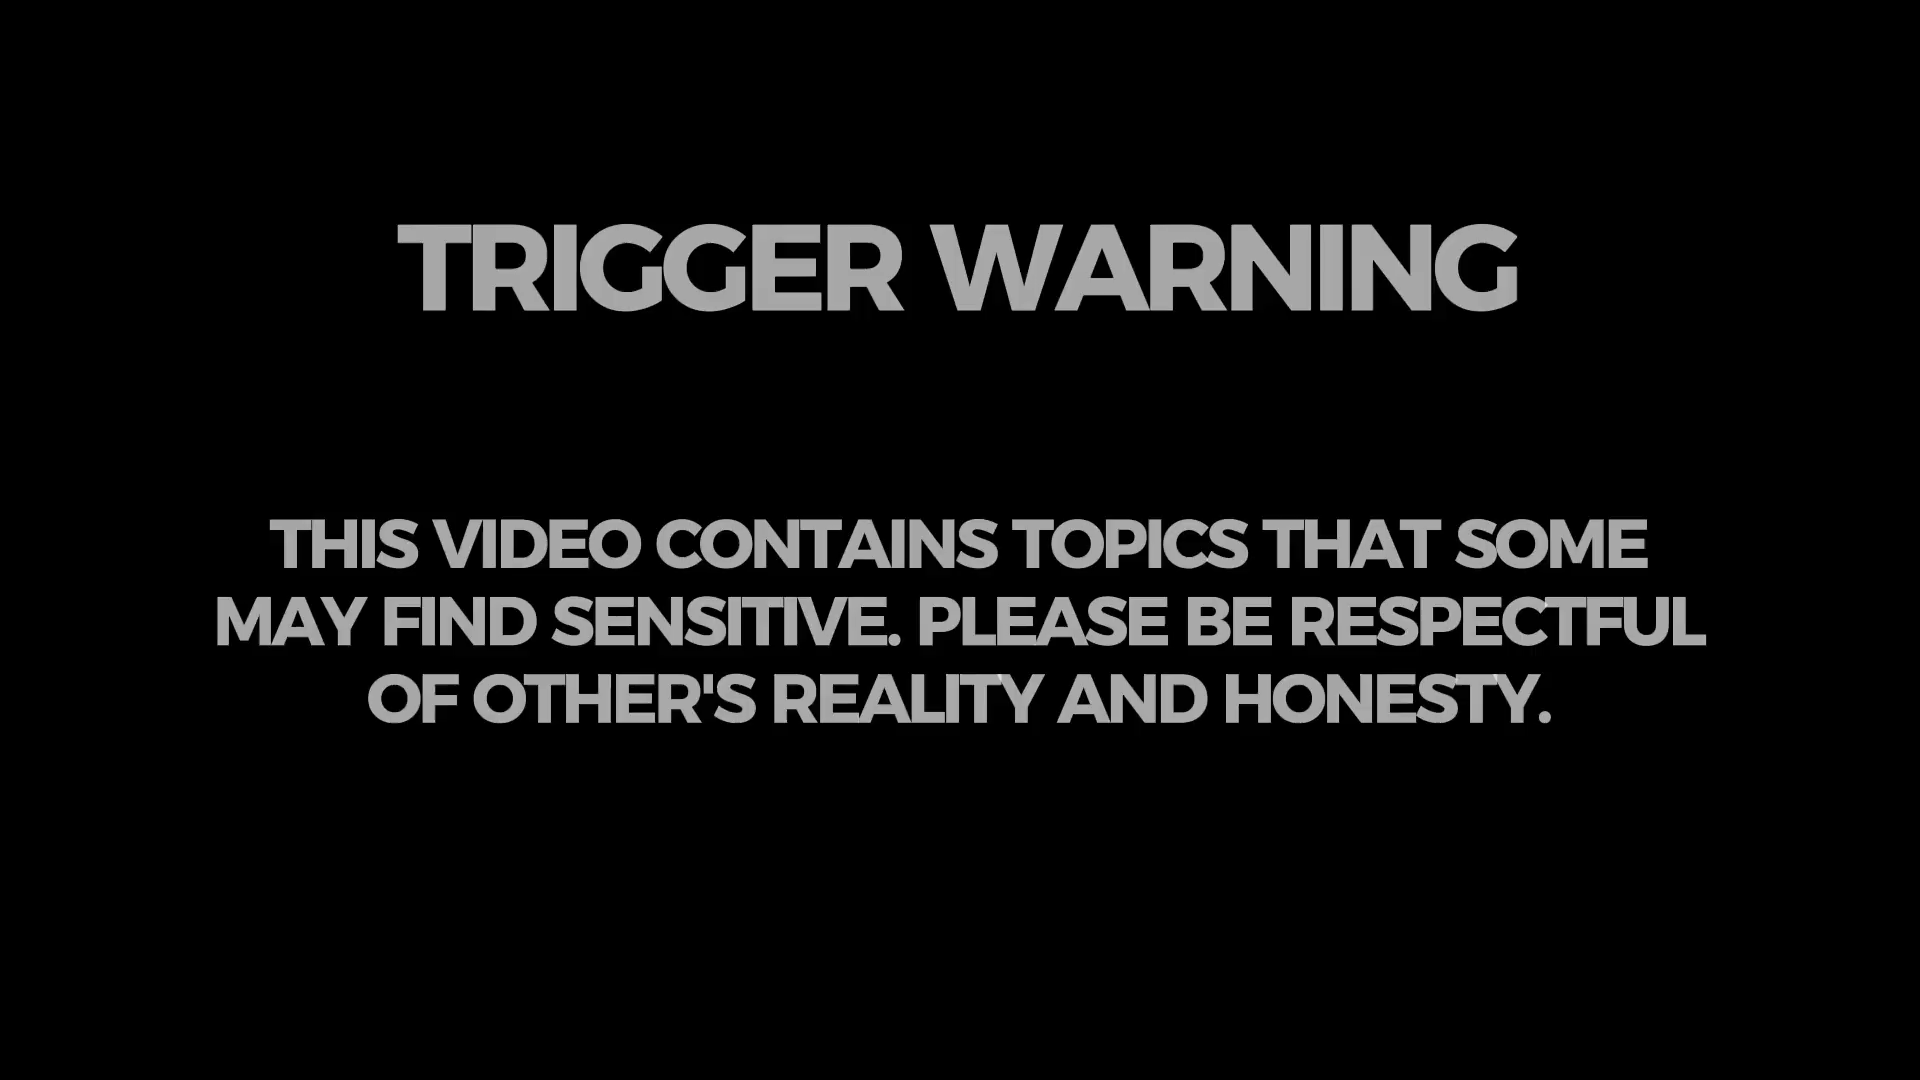 TRIGGER WARNING
THIS VIDEO CONTAINS TOPICS THAT SOME
MAY FIND SENSITIVE. PLEASE BE RESPECTFUL
OF OTHER'S REALITY AND HONESTY.